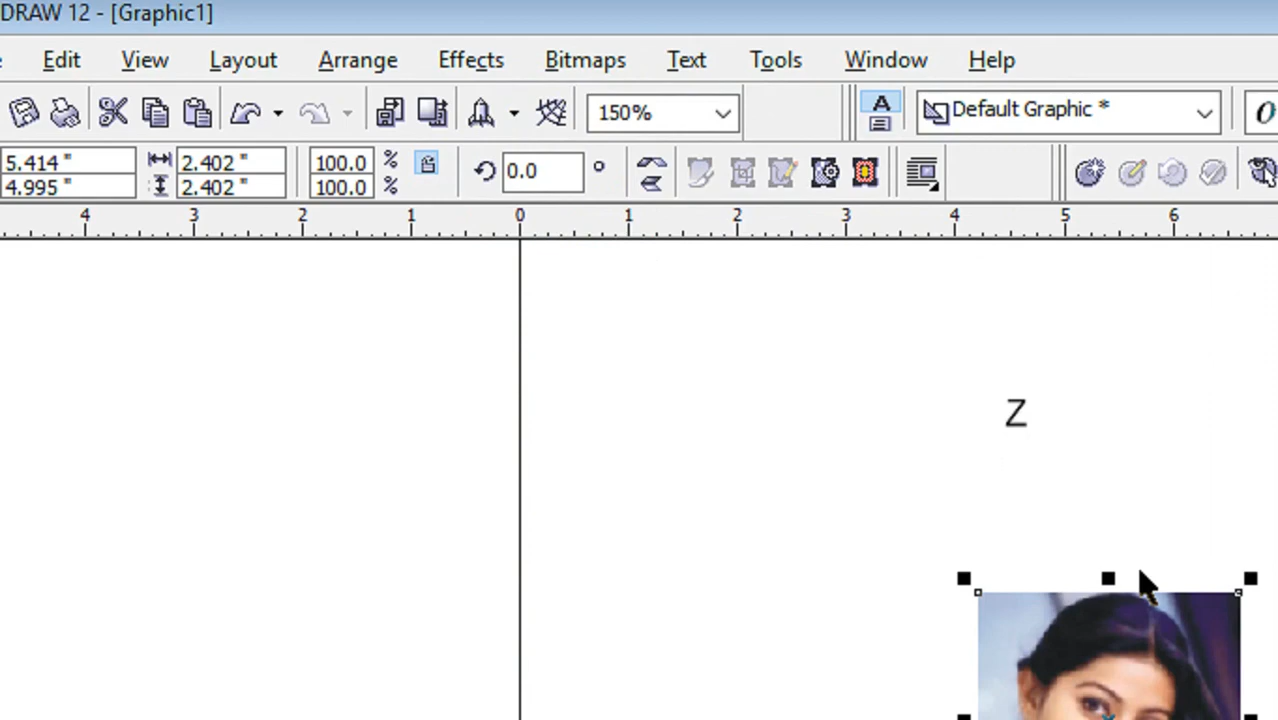 DRAW 12 - [Graphic1]
Edit View Layout Arrange Effects Bitmaps Text Tools Window Help
150% A Default Graphic * O
5.414 " 2.402 " 100.0 % 0.0 °
4.995 " 2.402 " 100.0 %
4 3 2 1 0 1 2 3 4 5 6
Z